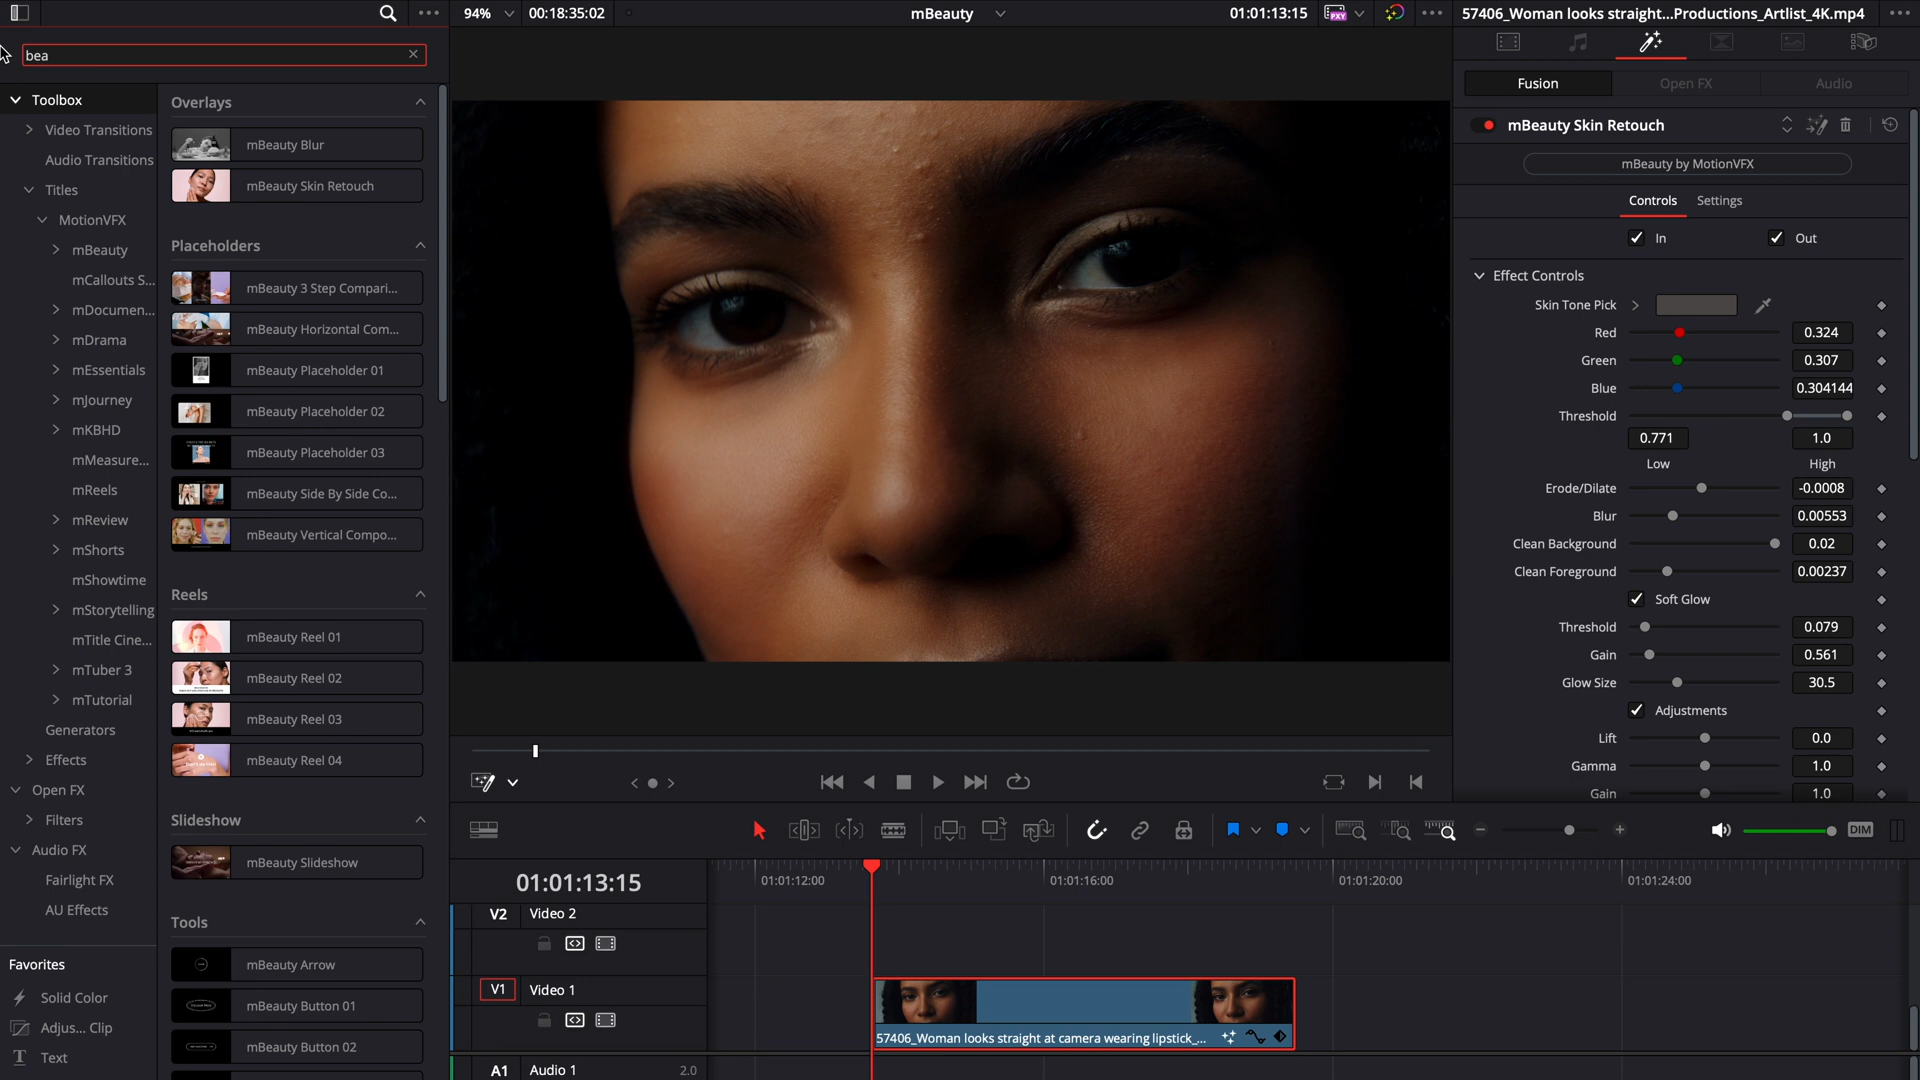 94%
00:18:35:02
mBeauty
01:01:13:15
PXY
57406_Woman looks straight...Productions_Artlist_4K.mp4
bea
Fusion
Open FX
Audio
Toolbox
Video Transitions
Audio Transitions
Titles
MotionVFX
mBeauty
mCallouts S...
mDocumen...
mDrama
mEssentials
mJourney
mKBHD
mMeasure...
mReels
mReview
mShorts
mShowtime
mStorytelling
mTitle Cine...
mTuber 3
mTutorial
Generators
Effects
Open FX
Filters
Audio FX
Fairlight FX
AU Effects
Favorites
Solid Color
Adjus... Clip
Text
Overlays
mBeauty Blur
mBeauty Skin Retouch
Placeholders
mBeauty 3 Step Compari...
mBeauty Horizontal Com...
mBeauty Placeholder 01
mBeauty Placeholder 02
mBeauty Placeholder 03
mBeauty Side By Side Co...
mBeauty Vertical Compo...
Reels
mBeauty Reel 01
mBeauty Reel 02
mBeauty Reel 03
mBeauty Reel 04
Slideshow
mBeauty Slideshow
Tools
mBeauty Arrow
mBeauty Button 01
mBeauty Button 02
mBeauty Skin Retouch
mBeauty by MotionVFX
Controls
Settings
In
Out
Effect Controls
Skin Tone Pick
Red 0.324
Green 0.307
Blue 0.304144
Threshold
0.771 1.0
Low High
Erode/Dilate -0.0008
Blur 0.00553
Clean Background 0.02
Clean Foreground 0.00237
Soft Glow
Threshold 0.079
Gain 0.561
Glow Size 30.5
Adjustments
Lift 0.0
Gamma 1.0
Gain 1.0
DIM
01:01:13:15
01:01:12:00
01:01:16:00
01:01:20:00
01:01:24:00
V2 Video 2
V1 Video 1
57406_Woman looks straight at camera wearing lipstick_...
A1 Audio 1 2.0